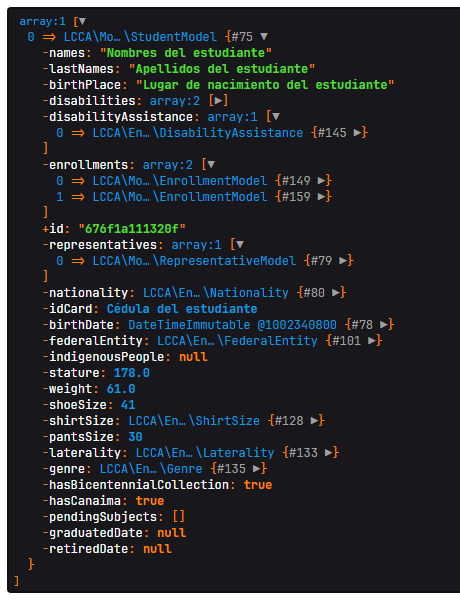 array:1 [▼
0 => LCCA\Mo…\StudentModel {#75 ▼
-names: "Nombres del estudiante"
-lastNames: "Apellidos del estudiante"
-birthPlace: "Lugar de nacimiento del estudiante"
-disabilities: array:2 [▶]
-disabilityAssistance: array:1 [▼
0 => LCCA\En…\DisabilityAssistance {#145 ▶}
]
-enrollments: array:2 [▼
0 => LCCA\Mo…\EnrollmentModel {#149 ▶}
1 => LCCA\Mo…\EnrollmentModel {#159 ▶}
]
+id: "676f1a111320f"
-representatives: array:1 [▼
0 => LCCA\Mo…\RepresentativeModel {#79 ▶}
]
-nationality: LCCA\En…\Nationality {#80 ▶}
-idCard: Cédula del estudiante
-birthDate: DateTimeImmutable @1002340800 {#78 ▶}
-federalEntity: LCCA\En…\FederalEntity {#101 ▶}
-indigenousPeople: null
-stature: 178.0
-weight: 61.0
-shoeSize: 41
-shirtSize: LCCA\En…\ShirtSize {#128 ▶}
-pantsSize: 30
-laterality: LCCA\En…\Laterality {#133 ▶}
-genre: LCCA\En…\Genre {#135 ▶}
-hasBicentennialCollection: true
-hasCanaima: true
-pendingSubjects: []
-graduatedDate: null
-retiredDate: null
}
]